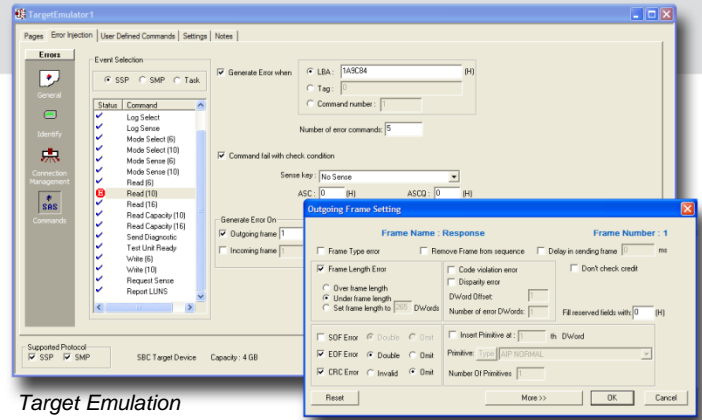 TargetEmulator1
Pages Error Injection User Defined Commands Settings Notes
Errors
General
Identify
Connection Management
SAS
Commands
Event Selection
SSP SMP Task
Status Command
Log Select
Log Sense
Mode Select (6)
Mode Select (10)
Mode Sense (6)
Mode Sense (10)
Read (6)
Read (10)
Read (16)
Read Capacity (10)
Read Capacity (16)
Send Diagnostic
Test Unit Ready
Write (6)
Write (10)
Request Sense
Report LUNS
Generate Error when LBA : 1A9C84 (H)
Tag : 0
Command number : 1
Number of error commands: 5
Command fail with check condition
Sense key : No Sense
ASC : 0 (H) ASCQ : 0 (H)
Generate Error On
Outgoing frame 1
Incoming frame 1
Supported Protocol
SSP SMP SBC Target Device Capacity : 4 GB
Outgoing Frame Setting
Frame Name : Response Frame Number : 1
Frame Type error Remove Frame from sequence Delay in sending frame 0 ms
Frame Length Error Code violation error Don't check credit
Disparity error
Over frame length
Under frame length DWord Offset: 1
Set frame length to 265 DWords Number of error DWords: 1 Fill reserved fields with: 0 (H)
SOF Error Double Omit Insert Primitive at : 1 th DWord
EOF Error Double Omit Primitive: Type AIP NORMAL
CRC Error Invalid Omit Number Of Primitives 1
Reset More >> OK Cancel
Target Emulation